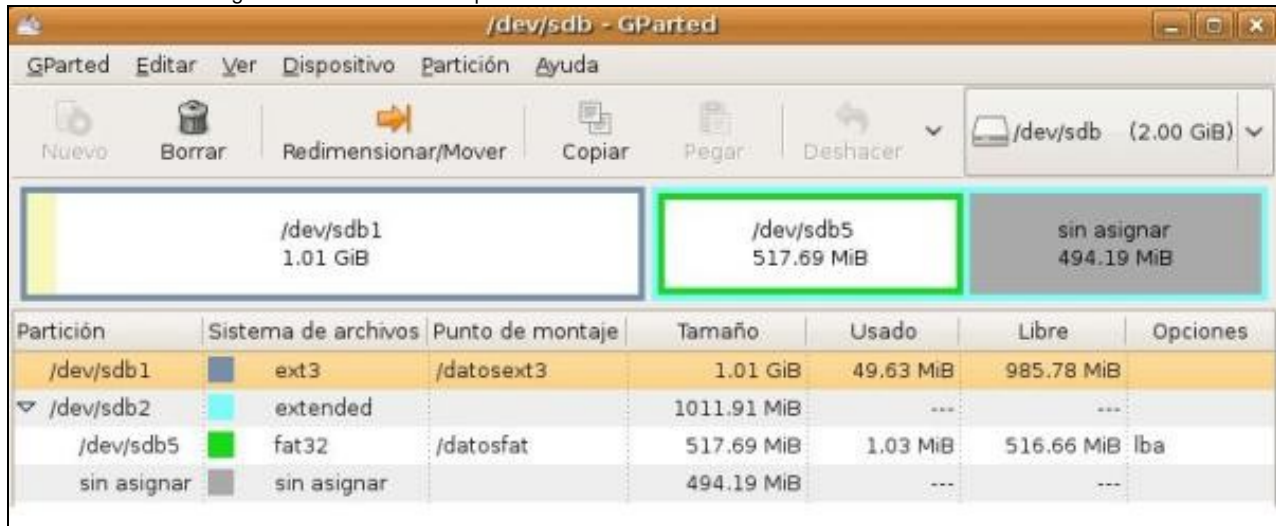 /dev/sdb - GParted
GParted Editar Ver Dispositivo Partición Ayuda
Nuevo Borrar Redimensionar/Mover Copiar Pegar Deshacer /dev/sdb (2.00 GiB)
/dev/sdb1 /dev/sdb5 sin asignar
1.01 GiB 517.69 MiB 494.19 MiB
Partición Sistema de archivos Punto de montaje Tamaño Usado Libre Opciones
/dev/sdb1 ext3 /datosext3 1.01 GiB 49.63 MiB 985.78 MiB
/dev/sdb2 extended 1011.91 MiB --- ---
/dev/sdb5 fat32 /datosfat 517.69 MiB 1.03 MiB 516.66 MiB lba
sin asignar sin asignar 494.19 MiB --- ---